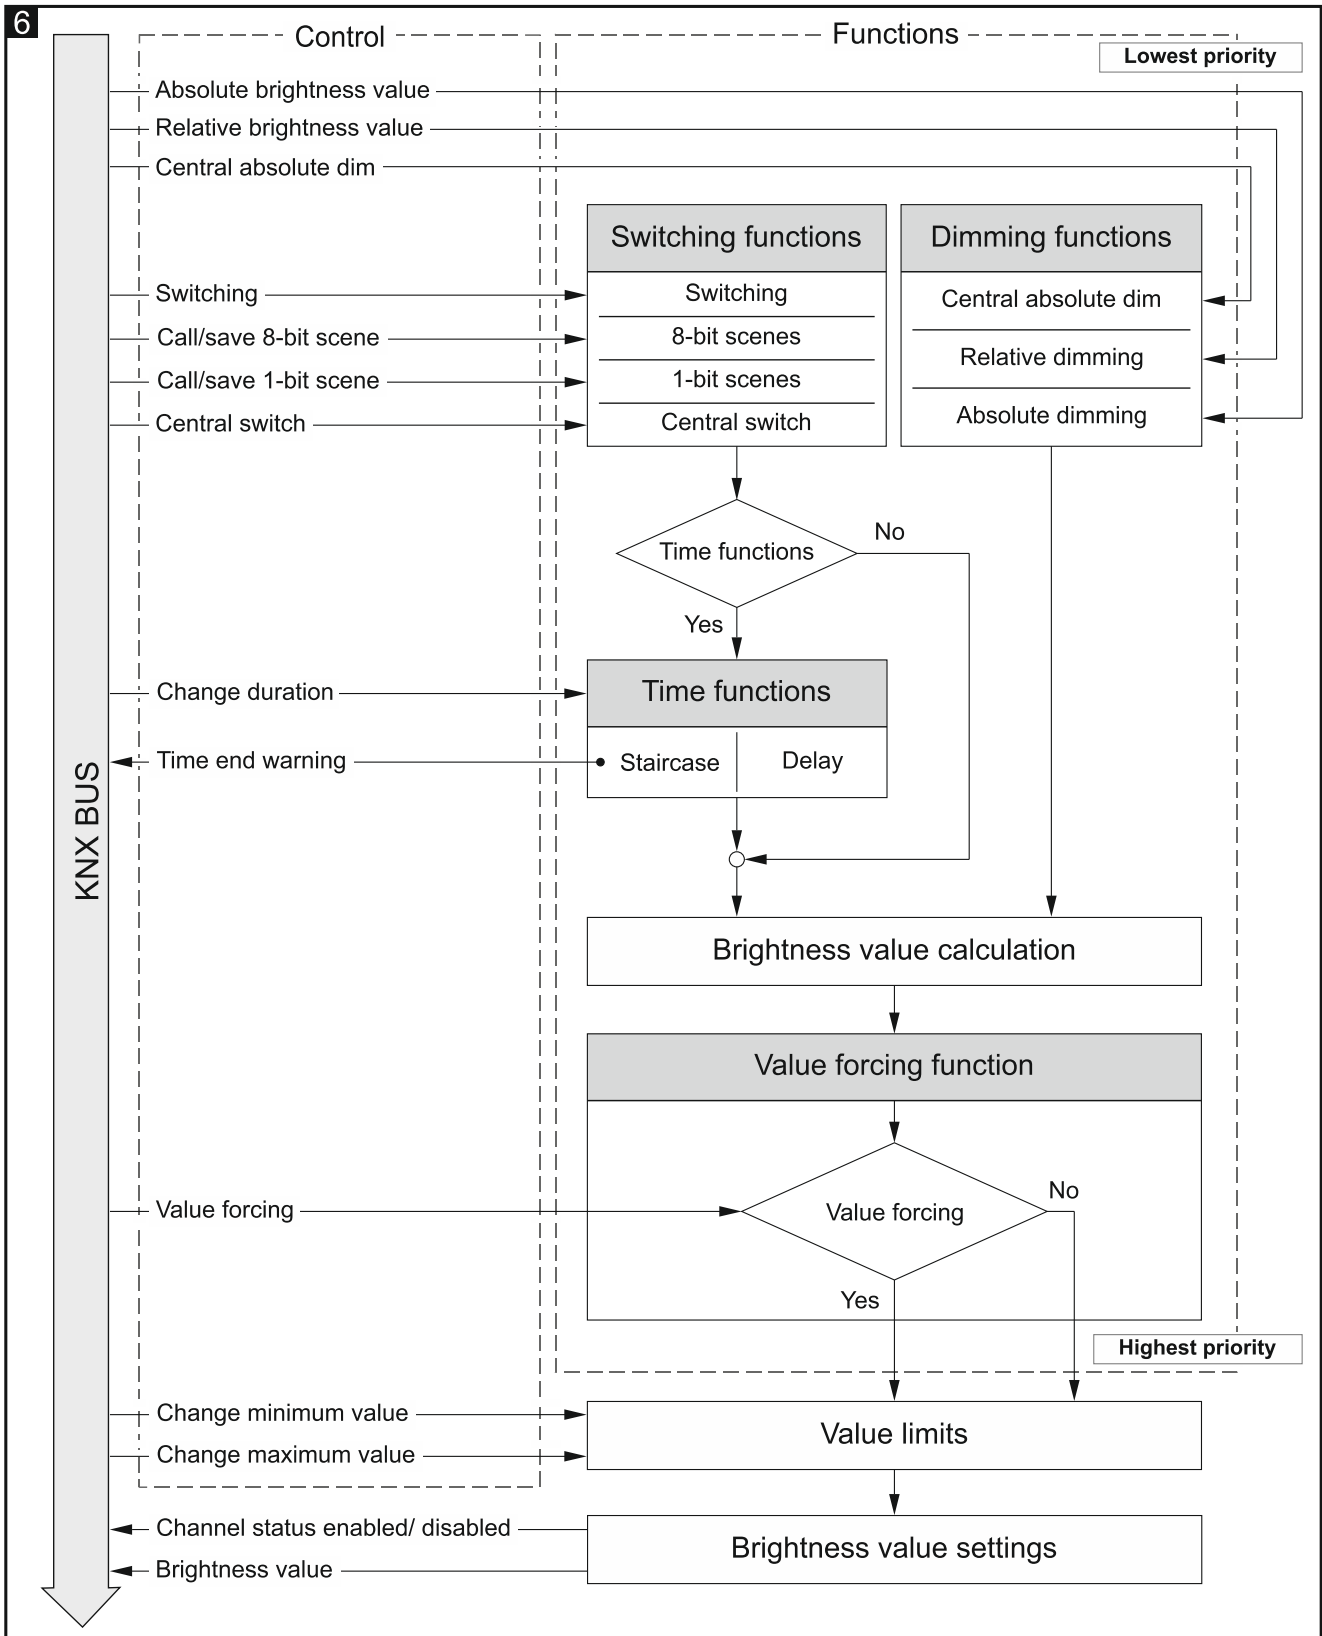 6
Control
Functions
Lowest priority
Absolute brightness value
Relative brightness value
Central absolute dim
Switching functions
Dimming functions
Switching
Switching
Central absolute dim
Call/save 8-bit scene
8-bit scenes
Relative dimming
Call/save 1-bit scene
1-bit scenes
Absolute dimming
Central switch
Central switch
Time functions
No
Yes
Change duration
Time functions
Time end warning
Staircase
Delay
KNX BUS
Brightness value calculation
Value forcing function
Value forcing
Value forcing
No
Yes
Highest priority
Change minimum value
Value limits
Change maximum value
Channel status enabled/ disabled
Brightness value settings
Brightness value